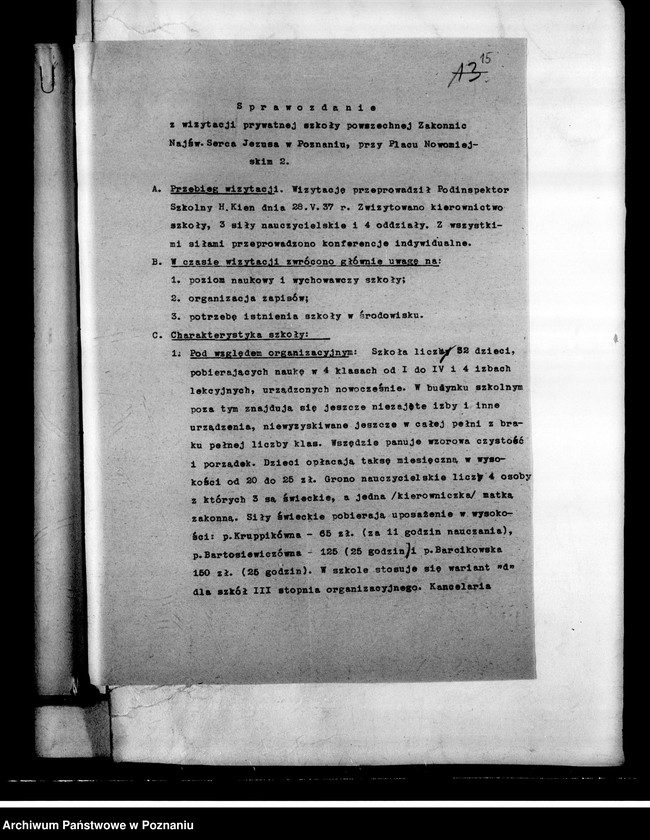 15
13
Sprawozdanie
z wizytacji prywatnej szkoły powszechnej Zakonnic
Najśw. Serca Jezusa w Poznaniu, przy Placu Nowomiej-
skim 2.
A. Przebieg wizytacji. Wizytację przeprowadził Podinspektor
Szkolny H. Kien dnia 28.V.37 r. Zwizytowano kierownictwo
szkoły, 3 siły nauczycielskie i 4 oddziały. Z wszystki-
mi siłami przeprowadzono konferencje indywidualne.
B. W czasie wizytacji zwrócono głównie uwagę na:
1. poziom naukowy i wychowawczy szkoły;
2. organizacja zapisów;
3. potrzebę istnienia szkoły w środowisku.
C. Charakterystyka szkoły:
1. Pod względem organizacyjnym: Szkoła liczy 52 dzieci,
pobierających naukę w 4 klasach od I do IV i 4 izbach
lekcyjnych, urządzonych nowocześnie. W budynku szkolnym
poza tym znajdują się jeszcze niezajęte izby i inne
urządzenia, niewyzyskiwane jeszcze w całej pełni z bra-
ku pełnej liczby klas. Wszędzie panuje wzorowa czystość
i porządek. Dzieci opłacają taksę miesięczną w wyso-
kości od 20 do 25 zł. Grono nauczycielskie liczy 4 osoby
z których 3 są świeckie, a jedna /kierowniczka/ matką
zakonną. Siły świeckie pobierają uposażenie w wysoko-
ści: p.Kruppikówna - 65 zł. (za 11 godzin nauczania),
p.Bartosiewiczówna - 125 (25 godzin) i p.Barcikowska
150 zł. (25 godzin). W szkole stosuje się wariant "d"
dla szkół III stopnia organizacyjnego. Kancelaria
Archiwum Państwowe w Poznaniu